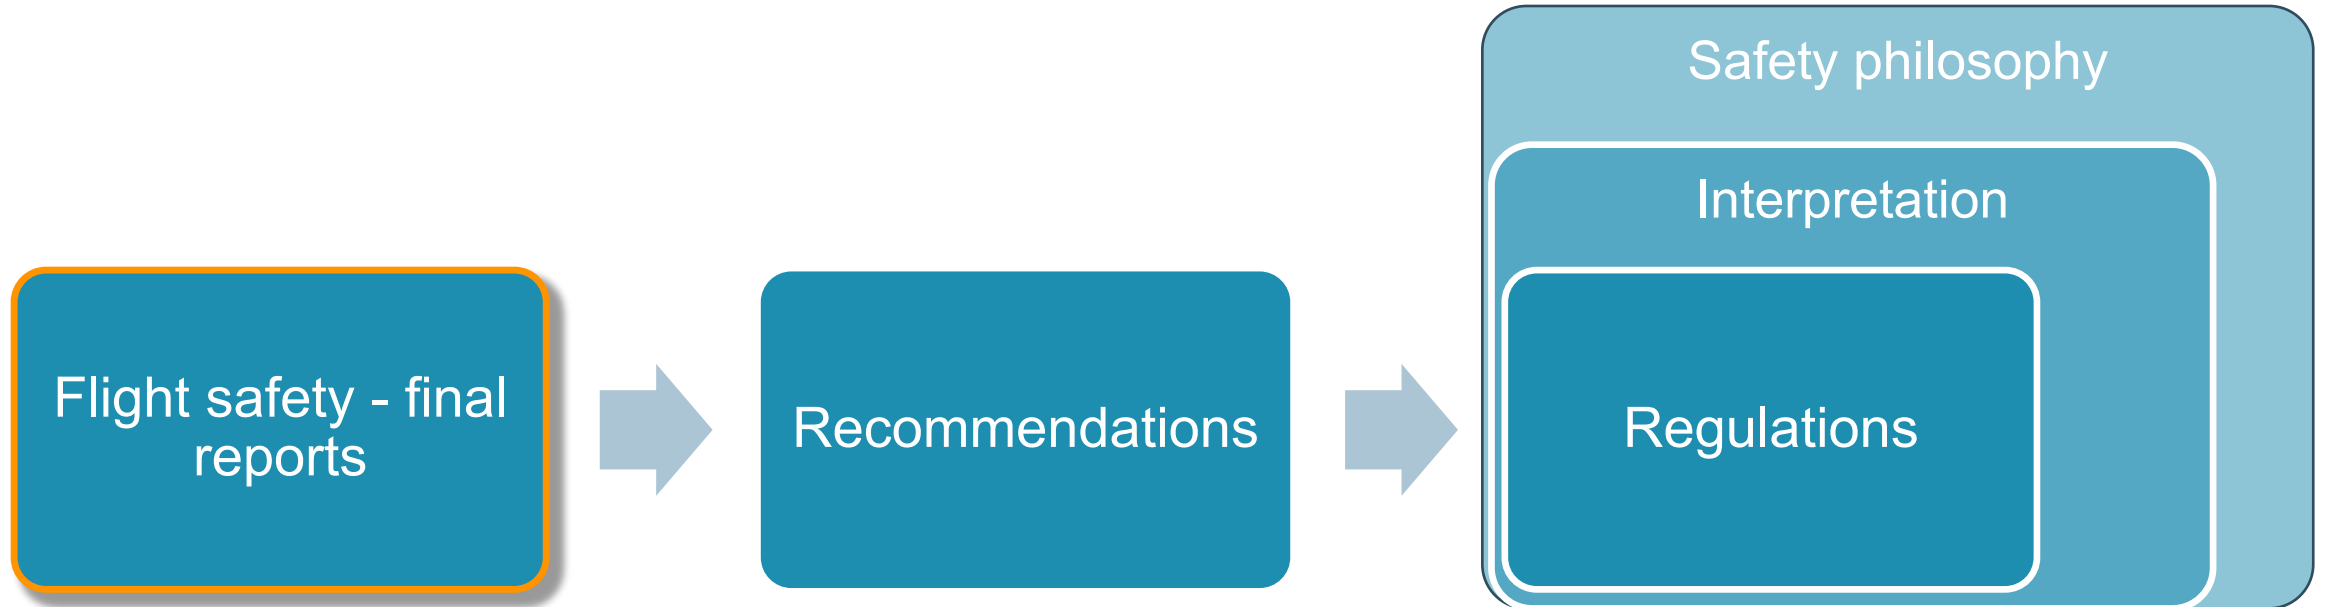 Safety philosophy
Interpretation
Flight safety - final
reports
Recommendations
Regulations